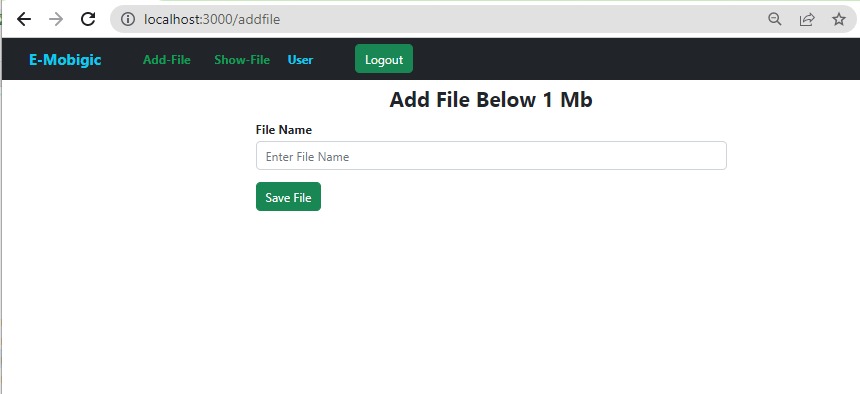 localhost:3000/addfile
E-Mobigic Add-File Show-File User Logout
Add File Below 1 Mb
File Name
Enter File Name
Save File